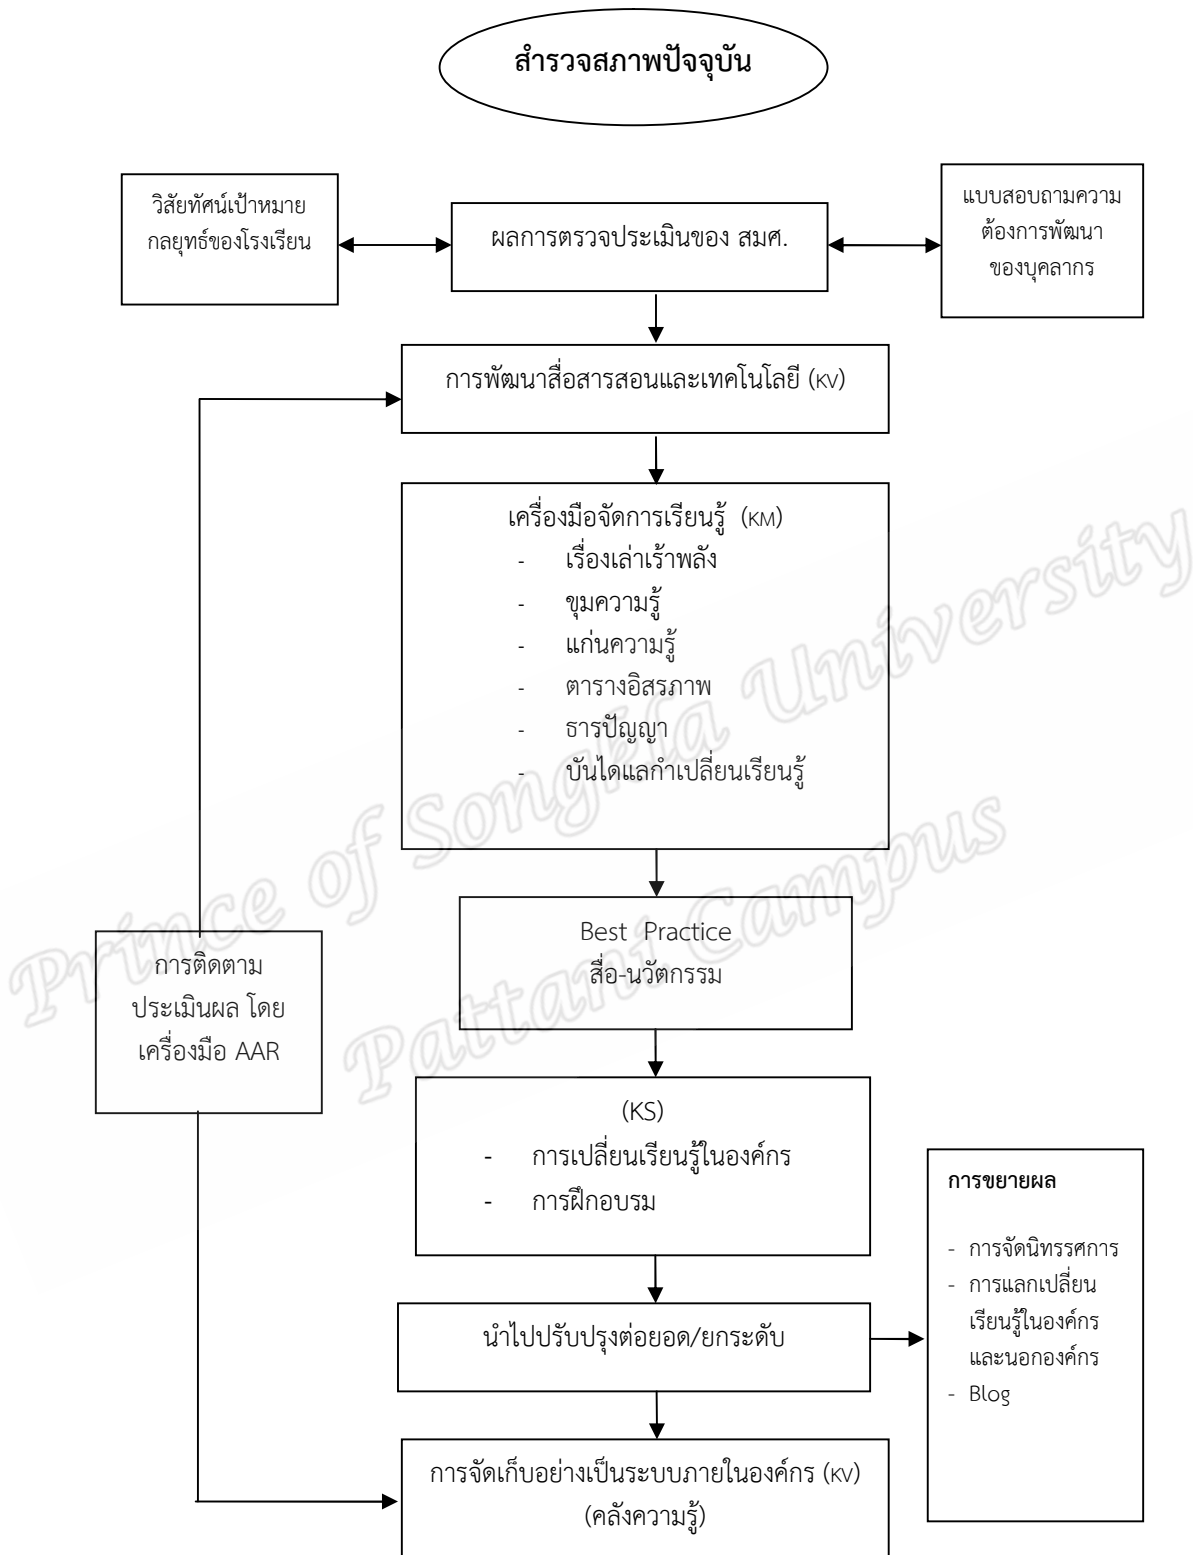 สำรวจสภาพปัจจุบัน
วิสัยทัศน์เป้าหมาย
กลยุทธ์ของโรงเรียน
ผลการตรวจประเมินของ สมศ.
แบบสอบถามความ
ต้องการพัฒนา
ของบุคลากร
การพัฒนาสื่อสารสอนและเทคโนโลยี (KV)
เครื่องมือจัดการเรียนรู้ (KM)
- เรื่องเล่าเร้าพลัง
- ขุมความรู้
- แก่นความรู้
- ตารางอิสรภาพ
- ธารปัญญา
- บันไดแลกำเปลี่ยนเรียนรู้
Best Practice
สื่อ-นวัตกรรม
การติดตาม
ประเมินผล โดย
เครื่องมือ AAR
(KS)
- การเปลี่ยนเรียนรู้ในองค์กร
- การฝึกอบรม
การขยายผล
- การจัดนิทรรศการ
- การแลกเปลี่ยน
เรียนรู้ในองค์กร
และนอกองค์กร
- Blog
นำไปปรับปรุงต่อยอด/ยกระดับ
การจัดเก็บอย่างเป็นระบบภายในองค์กร (KV)
(คลังความรู้)
Prince of Songkla University
Pattani Campus